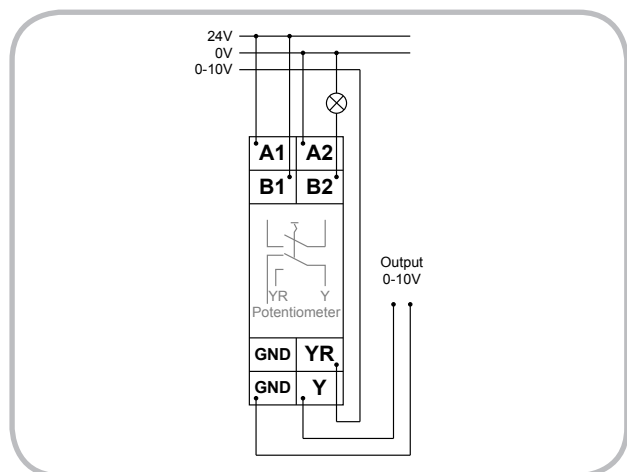 24V
0V
0-10V
A1 A2
B1 B2
YR Y
Potentiometer
Output
0-10V
GND YR
GND Y